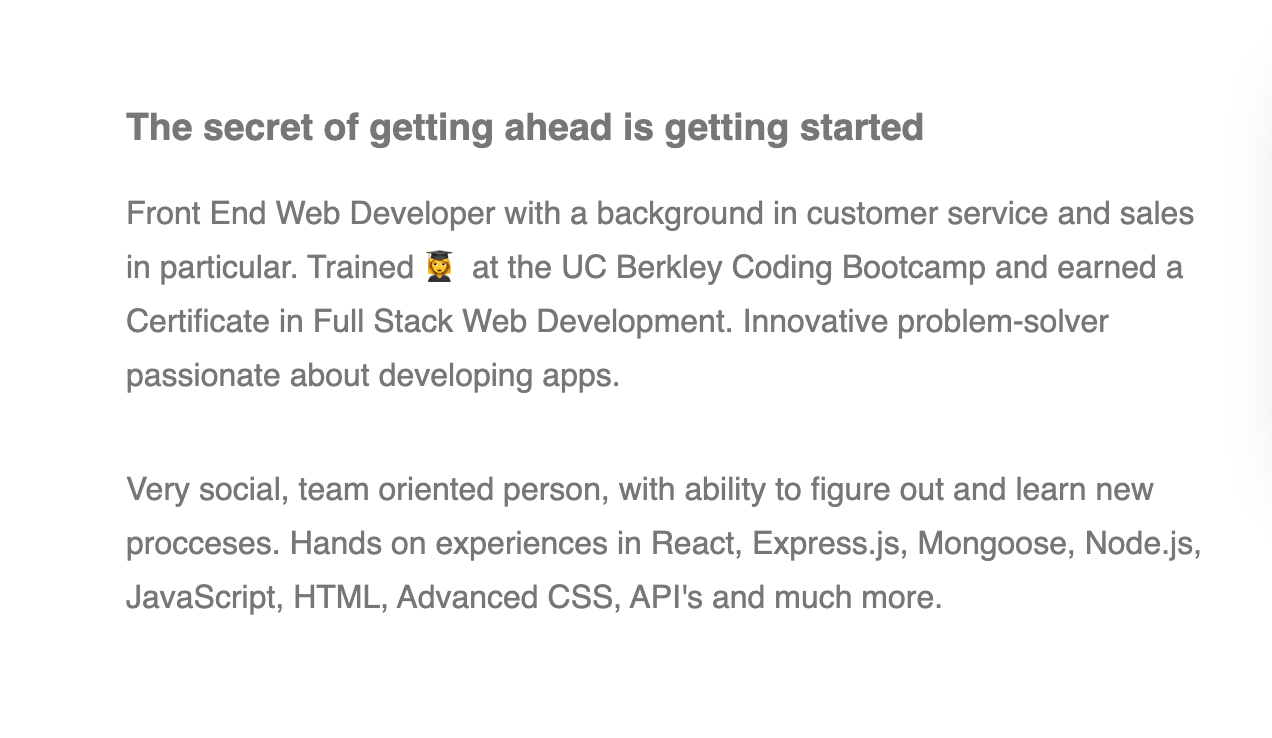 The secret of getting ahead is getting started
Front End Web Developer with a background in customer service and sales
in particular. Trained 👩‍🎓 at the UC Berkley Coding Bootcamp and earned a
Certificate in Full Stack Web Development. Innovative problem-solver
passionate about developing apps.
Very social, team oriented person, with ability to figure out and learn new
procceses. Hands on experiences in React, Express.js, Mongoose, Node.js,
JavaScript, HTML, Advanced CSS, API's and much more.